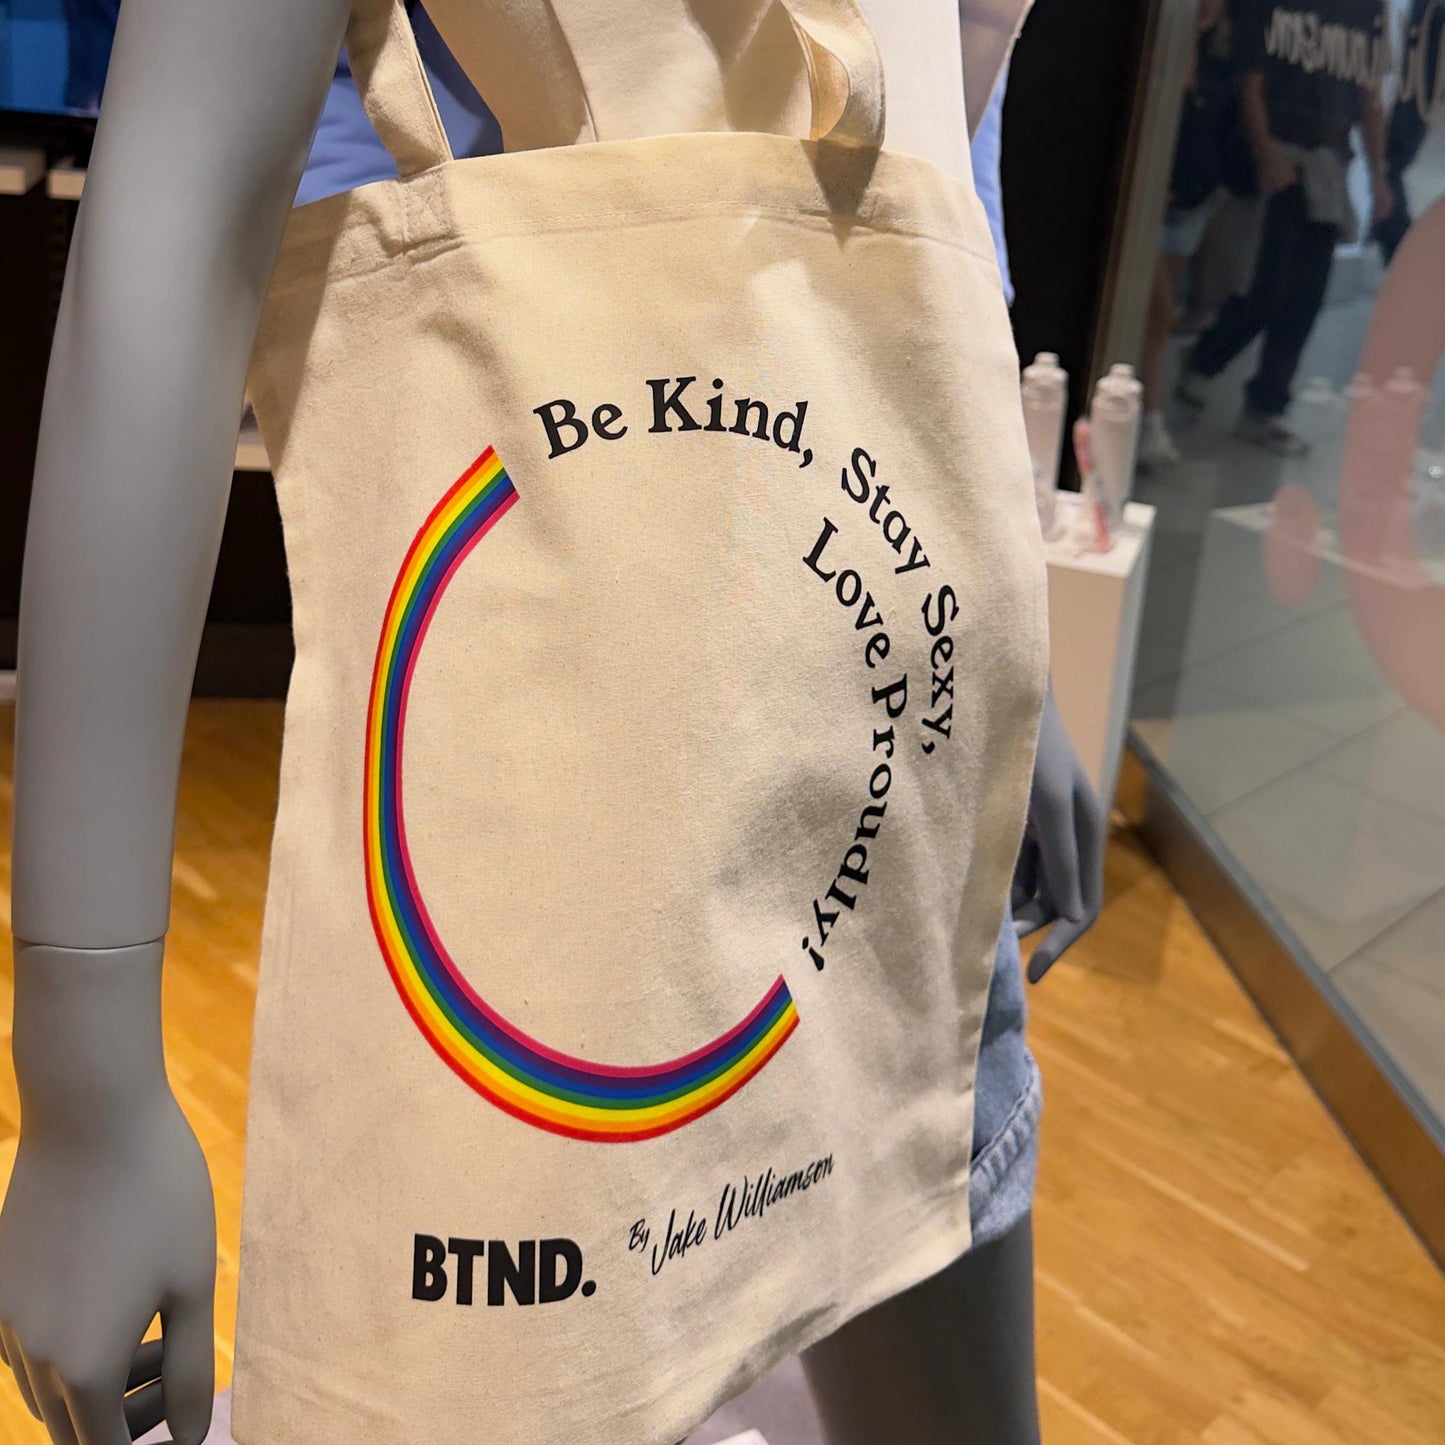 Be Kind, Stay Sexy,
Love Proudly!
BTND.
By Jake Williamson